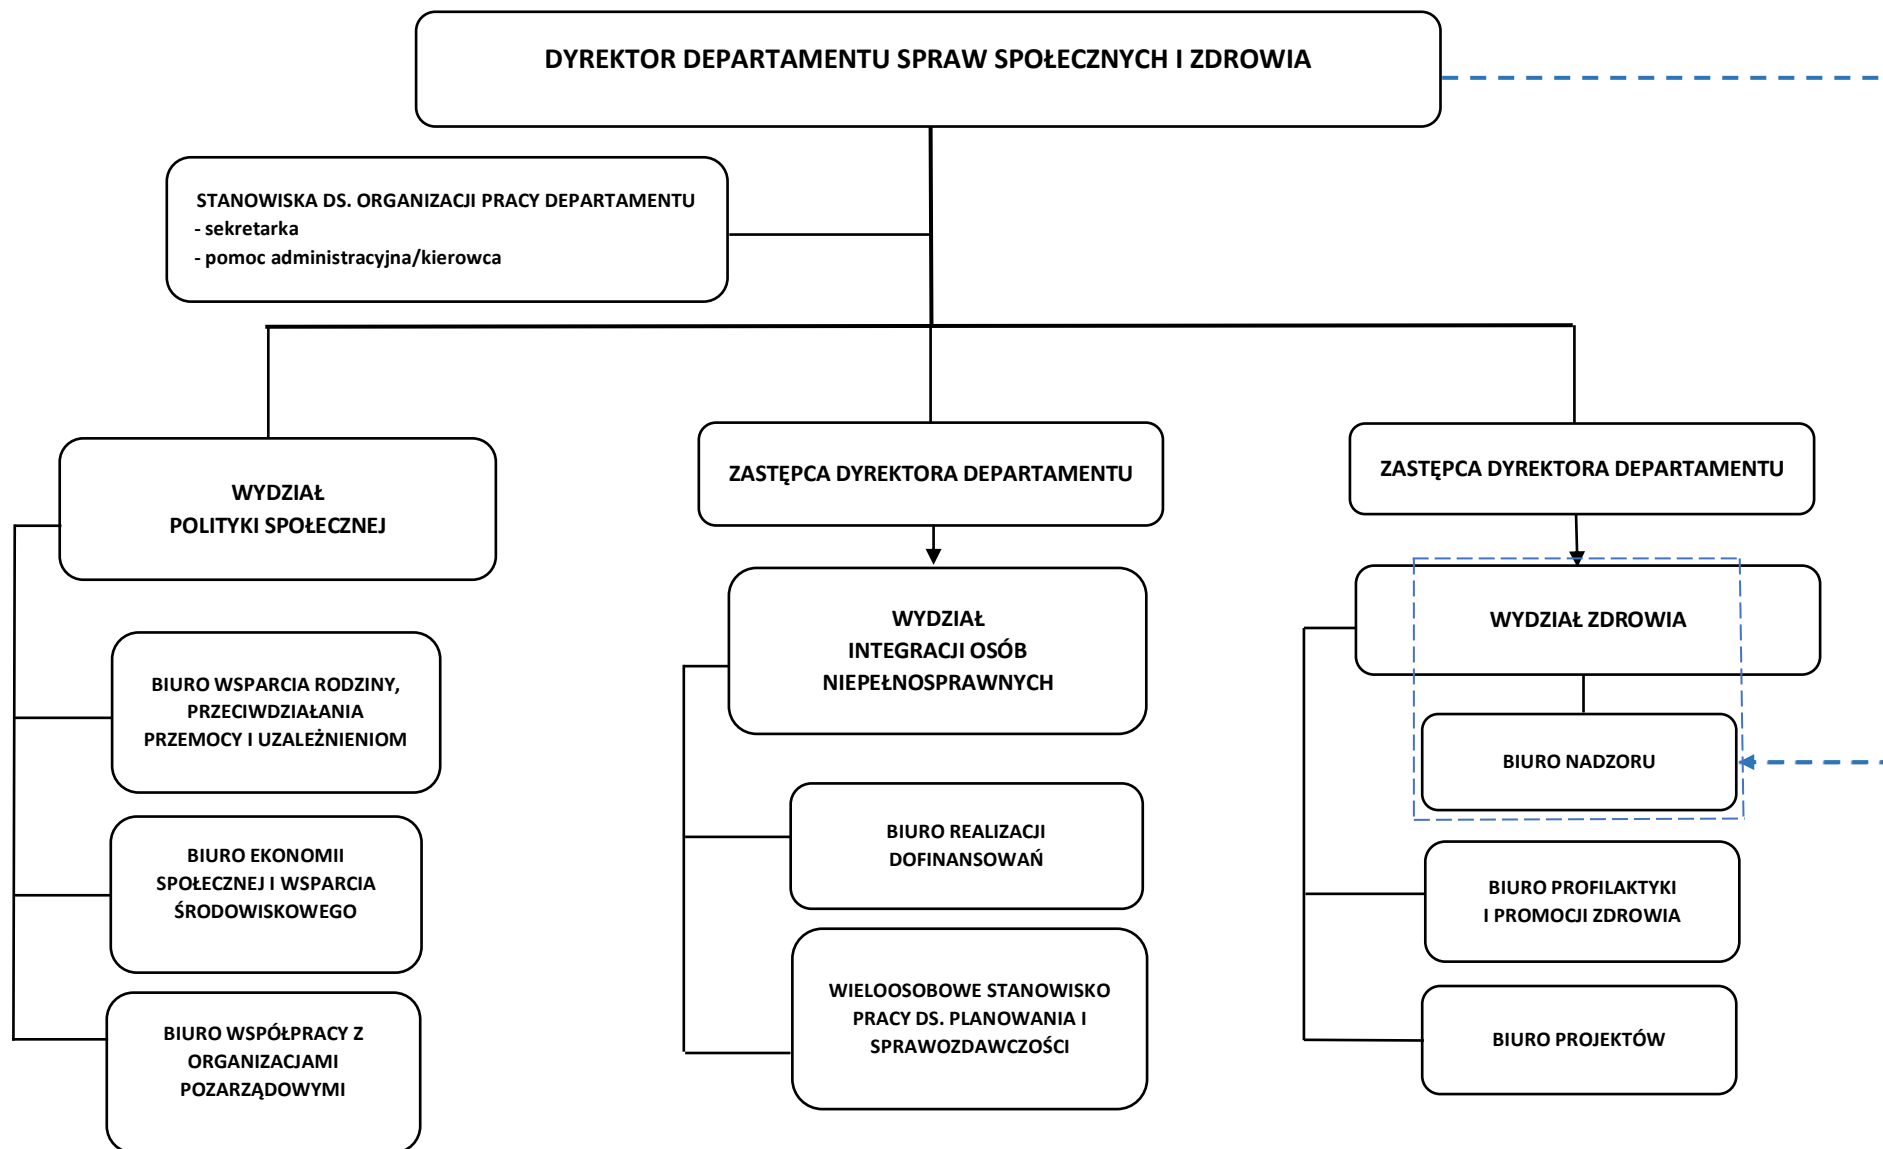 DYREKTOR DEPARTAMENTU SPRAW SPOŁECZNYCH I ZDROWIA
STANOWISKA DS. ORGANIZACJI PRACY DEPARTAMENTU
- sekretarka
- pomoc administracyjna/kierowca
WYDZIAŁ
POLITYKI SPOŁECZNEJ
BIURO WSPARCIA RODZINY,
PRZECIWDZIAŁANIA
PRZEMOCY I UZALEŻNIENIOM
BIURO EKONOMII
SPOŁECZNEJ I WSPARCIA
ŚRODOWISKOWEGO
BIURO WSPÓŁPRACY Z
ORGANIZACJAMI
POZARZĄDOWYMI
ZASTĘPCA DYREKTORA DEPARTAMENTU
WYDZIAŁ
INTEGRACJI OSÓB
NIEPEŁNOSPRAWNYCH
BIURO REALIZACJI
DOFINANSOWAŃ
WIELOOSOBOWE STANOWISKO
PRACY DS. PLANOWANIA I
SPRAWOZDAWCZOŚCI
ZASTĘPCA DYREKTORA DEPARTAMENTU
WYDZIAŁ ZDROWIA
BIURO NADZORU
BIURO PROFILAKTYKI
I PROMOCJI ZDROWIA
BIURO PROJEKTÓW